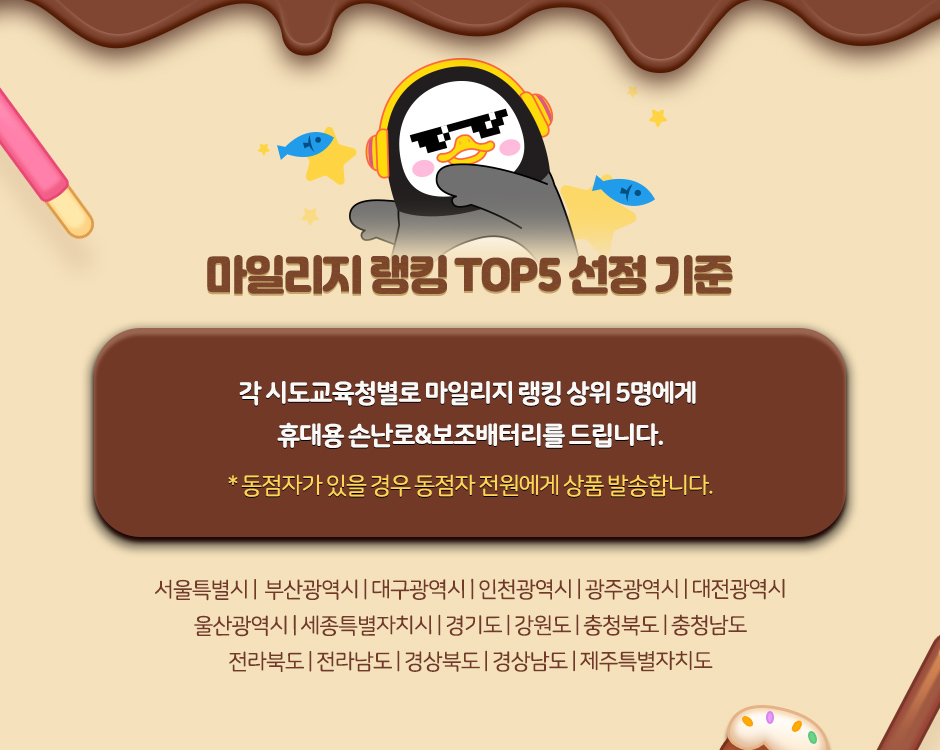 마일리지 랭킹 TOP5 선정 기준
각 시도교육청별로 마일리지 랭킹 상위 5명에게
휴대용 손난로&보조배터리를 드립니다.
* 동점자가 있을 경우 동점자 전원에게 상품 발송합니다.
서울특별시 | 부산광역시 | 대구광역시 | 인천광역시 | 광주광역시 | 대전광역시
울산광역시 | 세종특별자치시 | 경기도 | 강원도 | 충청북도 | 충청남도
전라북도 | 전라남도 | 경상북도 | 경상남도 | 제주특별자치도